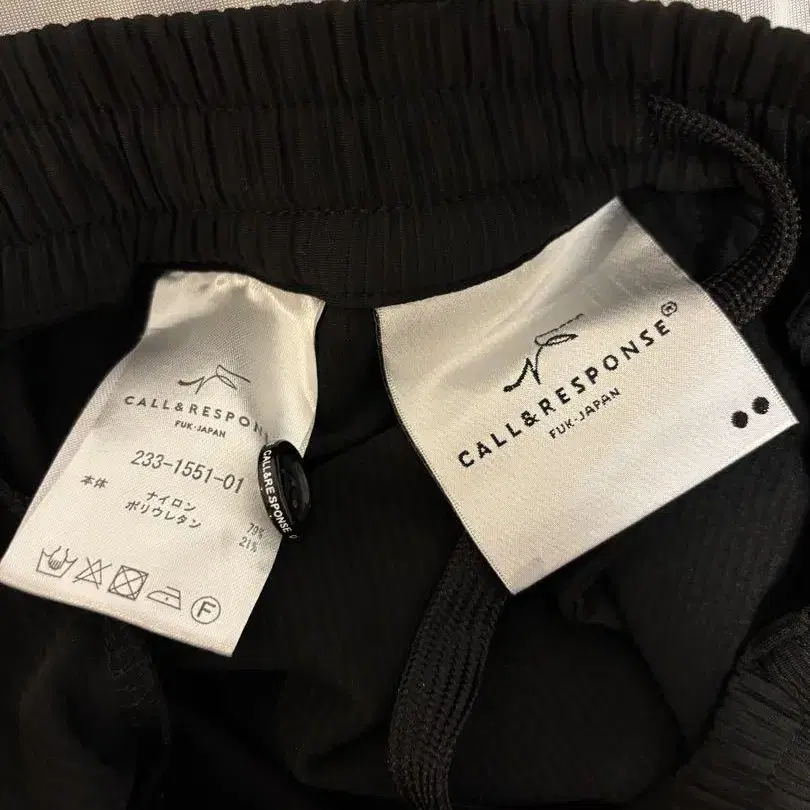 CALL&RESPON
FUK-JAPAN
233-1551-01
本体
ナイロン 79%
ポリウレタン 21%
F
CALL&RESPONSE
CALL&RESPONSE®
FUK-JAPAN